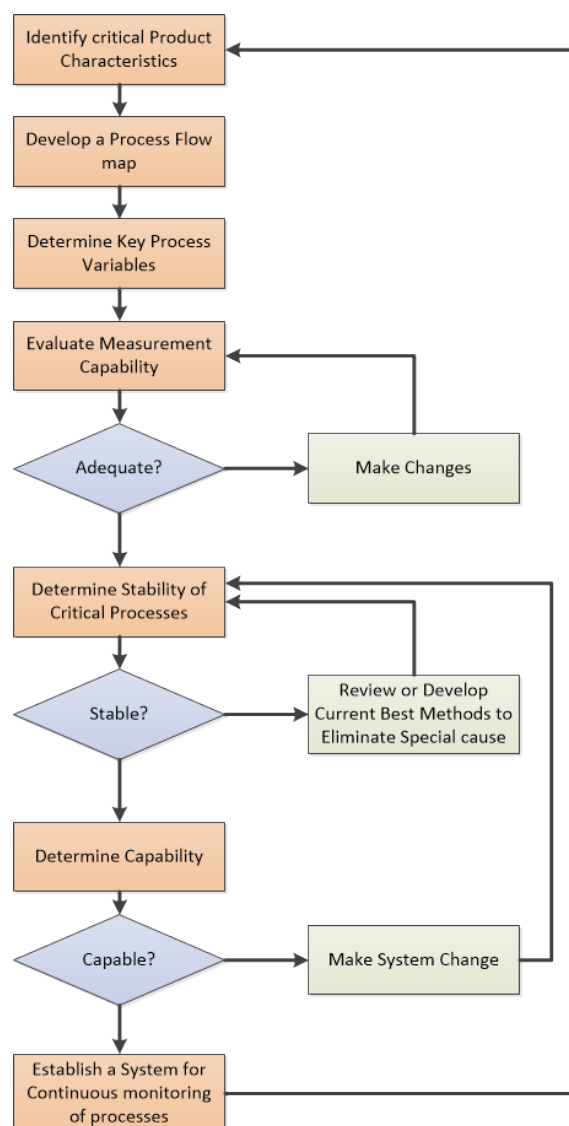 Identify critical Product
Characteristics
Develop a Process Flow
map
Determine Key Process
Variables
Evaluate Measurement
Capability
Adequate?
Make Changes
Determine Stability of
Critical Processes
Stable?
Review or Develop
Current Best Methods to
Eliminate Special cause
Determine Capability
Capable?
Make System Change
Establish a System for
Continuous monitoring
of processes